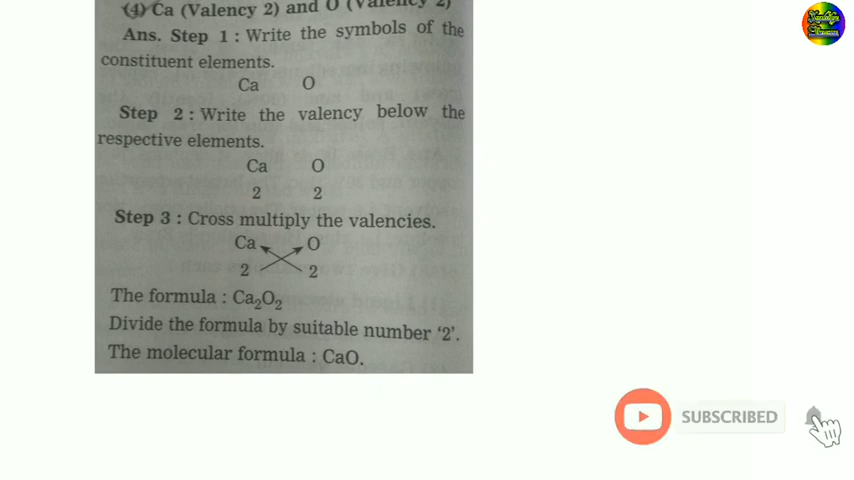 (4) Ca (Valency 2) and O (Valency 2)
Ans. Step 1 : Write the symbols of the
constituent elements.
Ca O
Step 2 : Write the valency below the
respective elements.
Ca O
2 2
Step 3 : Cross multiply the valencies.
Ca O
2 2
The formula : Ca₂O₂
Divide the formula by suitable number ‘2’.
The molecular formula : CaO.
SUBSCRIBED